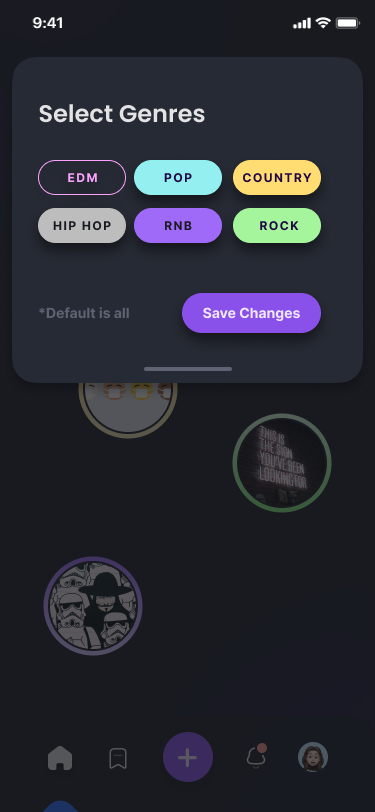 9:41
Select Genres
EDM
POP
COUNTRY
HIP HOP
RNB
ROCK
*Default is all
Save Changes
THIS IS
THE SIGN
YOU'VE BEEN
LOOKING FOR